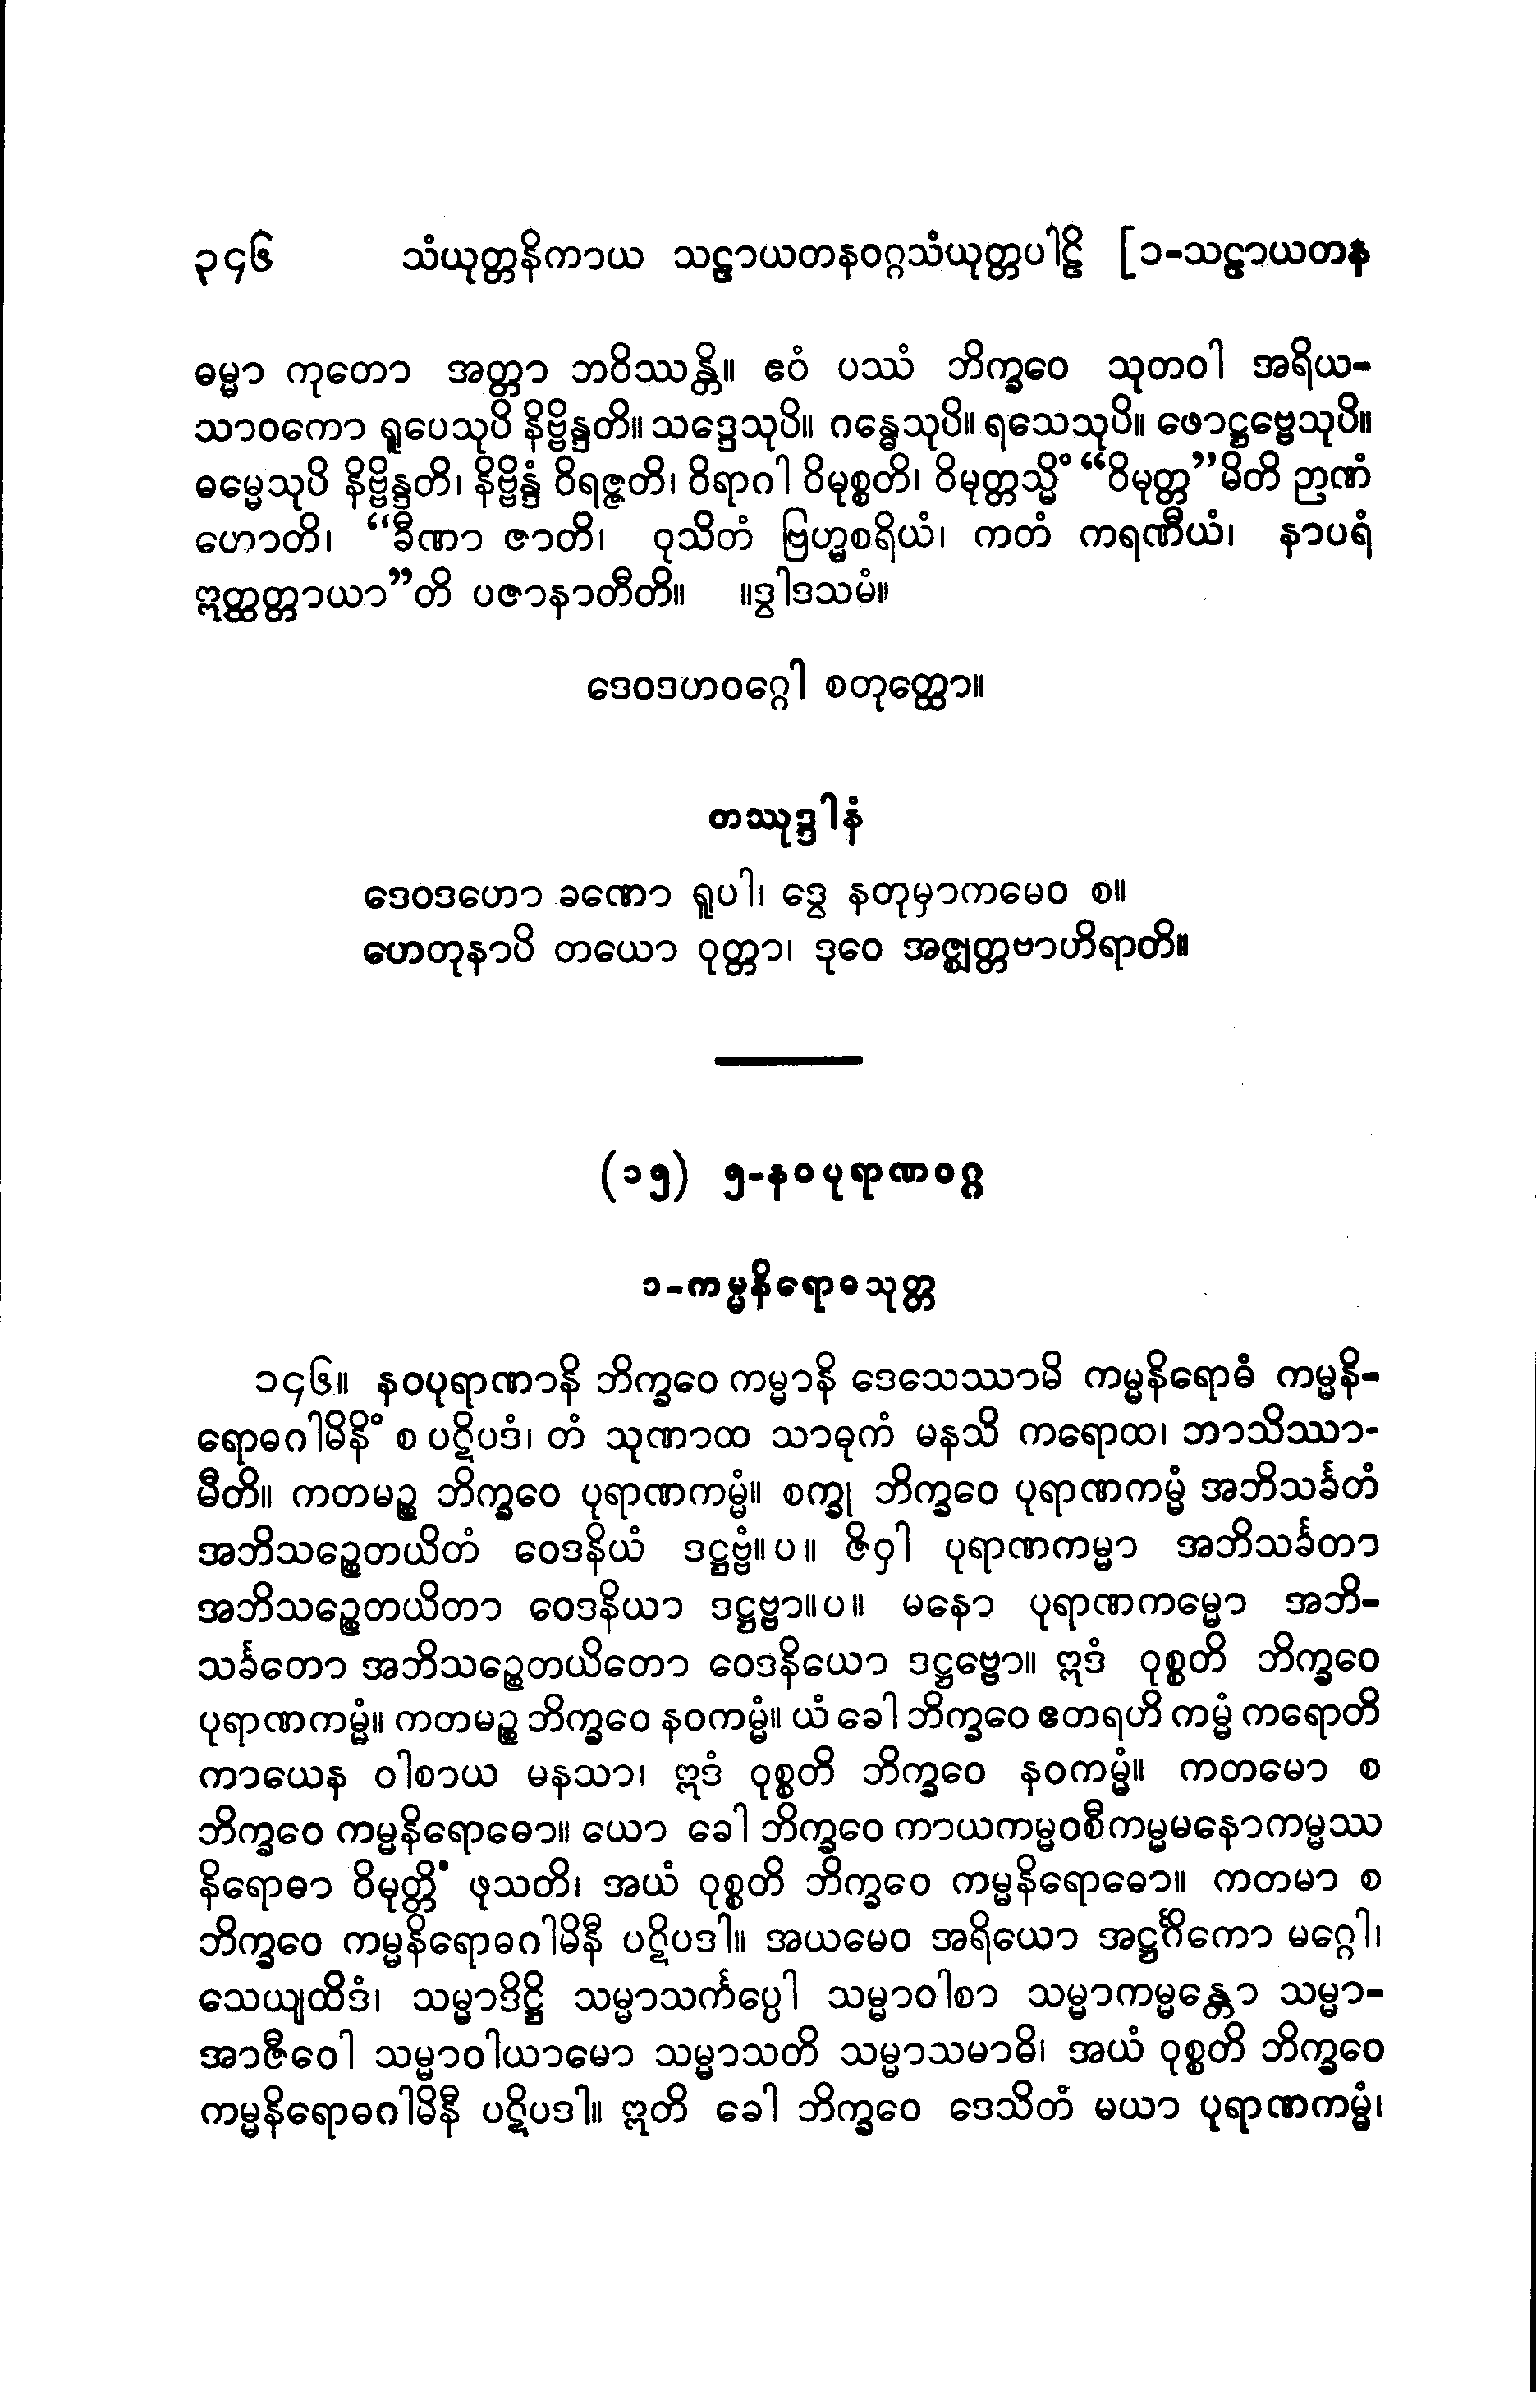 ၃၄၆ သံယုတ္တနိကာယ သဠာယတနဝဂ္ဂသံယုတ္တပါဠိ [၁-သဠာယတန
ဓမ္မာ ကုတော အတ္တာ ဘဝိဿန္တိ။ ဧဝံ ပဿံ ဘိက္ခဝေ သုတဝါ အရိယ-
သာဝကော ရူပေသုပိ နိဗ္ဗိန္ဒတိ။ သဒ္ဒေသုပိ။ ဂန္ဓေသုပိ။ ရသေသုပိ။ ဖောဋ္ဌဗ္ဗေသုပိ။
ဓမ္မေသုပိ နိဗ္ဗိန္ဒတိ၊ နိဗ္ဗိန္ဒံ ဝိရဇ္ဇတိ၊ ဝိရာဂါ ဝိမုစ္စတိ၊ ဝိမုတ္တသ္မိံ “ဝိမုတ္တ”မိတိ ဉာဏံ
ဟောတိ၊ “ခီဏာ ဇာတိ၊ ဝုသိတံ ဗြဟ္မစရိယံ၊ ကတံ ကရဏီယံ၊ နာပရံ
ဣတ္ထတ္တာယာ”တိ ပဇာနာတီတိ။ ။ဒွါဒသမံ။
ဒေဝဒဟဝဂ္ဂေါ စတုတ္ထော။
တဿုဒ္ဒါနံ
ဒေဝဒဟော ခဏော ရူပါ၊ ဒွေ နတုမှာကမေဝ စ။
ဟေတုနာပိ တယော ဝုတ္တာ၊ ဒုဝေ အဇ္ဈတ္တဗာဟိရာတိ။
(၁၅) ၅-နဝပုရာဏဝဂ္ဂ
၁-ကမ္မနိရောဓသုတ္တ
၁၄၆။ နဝပုရာဏာနိ ဘိက္ခဝေ ကမ္မာနိ ဒေသေဿာမိ ကမ္မနိရောဓံ ကမ္မနိ-
ရောဓဂါမိနိံ စ ပဋိပဒံ၊ တံ သုဏာထ သာဓုကံ မနသိ ကရောထ၊ ဘာသိဿာ-
မီတိ။ ကတမဉ္စ ဘိက္ခဝေ ပုရာဏကမ္မံ။ စက္ခု ဘိက္ခဝေ ပုရာဏကမ္မံ အဘိသင်္ခတံ
အဘိသဉ္စေတယိတံ ဝေဒနိယံ ဒဋ္ဌဗ္ဗံ။ပ။ ဇိဝှါ ပုရာဏကမ္မာ အဘိသင်္ခတာ
အဘိသဉ္စေတယိတာ ဝေဒနိယာ ဒဋ္ဌဗ္ဗာ။ပ။ မနော ပုရာဏကမ္မော အဘိ-
သင်္ခတော အဘိသဉ္စေတယိတော ဝေဒနိယော ဒဋ္ဌဗ္ဗော။ ဣဒံ ဝုစ္စတိ ဘိက္ခဝေ
ပုရာဏကမ္မံ။ ကတမဉ္စ ဘိက္ခဝေ နဝကမ္မံ။ ယံ ခေါ ဘိက္ခဝေ ဧတရဟိ ကမ္မံ ကရောတိ
ကာယေန ဝါစာယ မနသာ၊ ဣဒံ ဝုစ္စတိ ဘိက္ခဝေ နဝကမ္မံ။ ကတမော စ
ဘိက္ခဝေ ကမ္မနိရောဓော။ ယော ခေါ ဘိက္ခဝေ ကာယကမ္မဝစီကမ္မမနောကမ္မဿ
နိရောဓာ ဝိမုတ္တိံ ဖုသတိ၊ အယံ ဝုစ္စတိ ဘိက္ခဝေ ကမ္မနိရောဓော။ ကတမာ စ
ဘိက္ခဝေ ကမ္မနိရောဓဂါမိနီ ပဋိပဒါ။ အယမေဝ အရိယော အဋ္ဌင်္ဂိကော မဂ္ဂေါ၊
သေယျထိဒံ၊ သမ္မာဒိဋ္ဌိ သမ္မာသင်္ကပ္ပေါ သမ္မာဝါစာ သမ္မာကမ္မန္တော သမ္မာ-
အာဇီဝေါ သမ္မာဝါယာမော သမ္မာသတိ သမ္မာသမာဓိ၊ အယံ ဝုစ္စတိ ဘိက္ခဝေ
ကမ္မနိရောဓဂါမိနီ ပဋိပဒါ။ ဣတိ ခေါ ဘိက္ခဝေ ဒေသိတံ မယာ ပုရာဏကမ္မံ၊